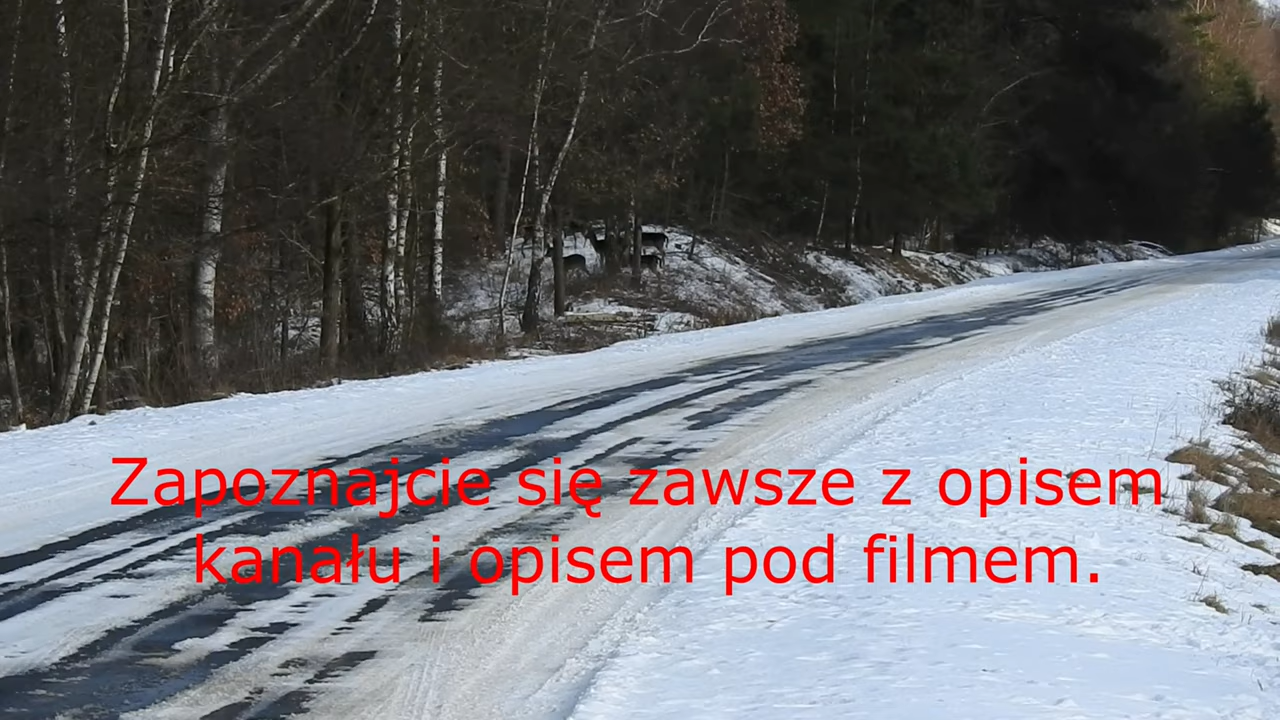 Zapoznajcie się zawsze z opisem
kanału i opisem pod filmem.